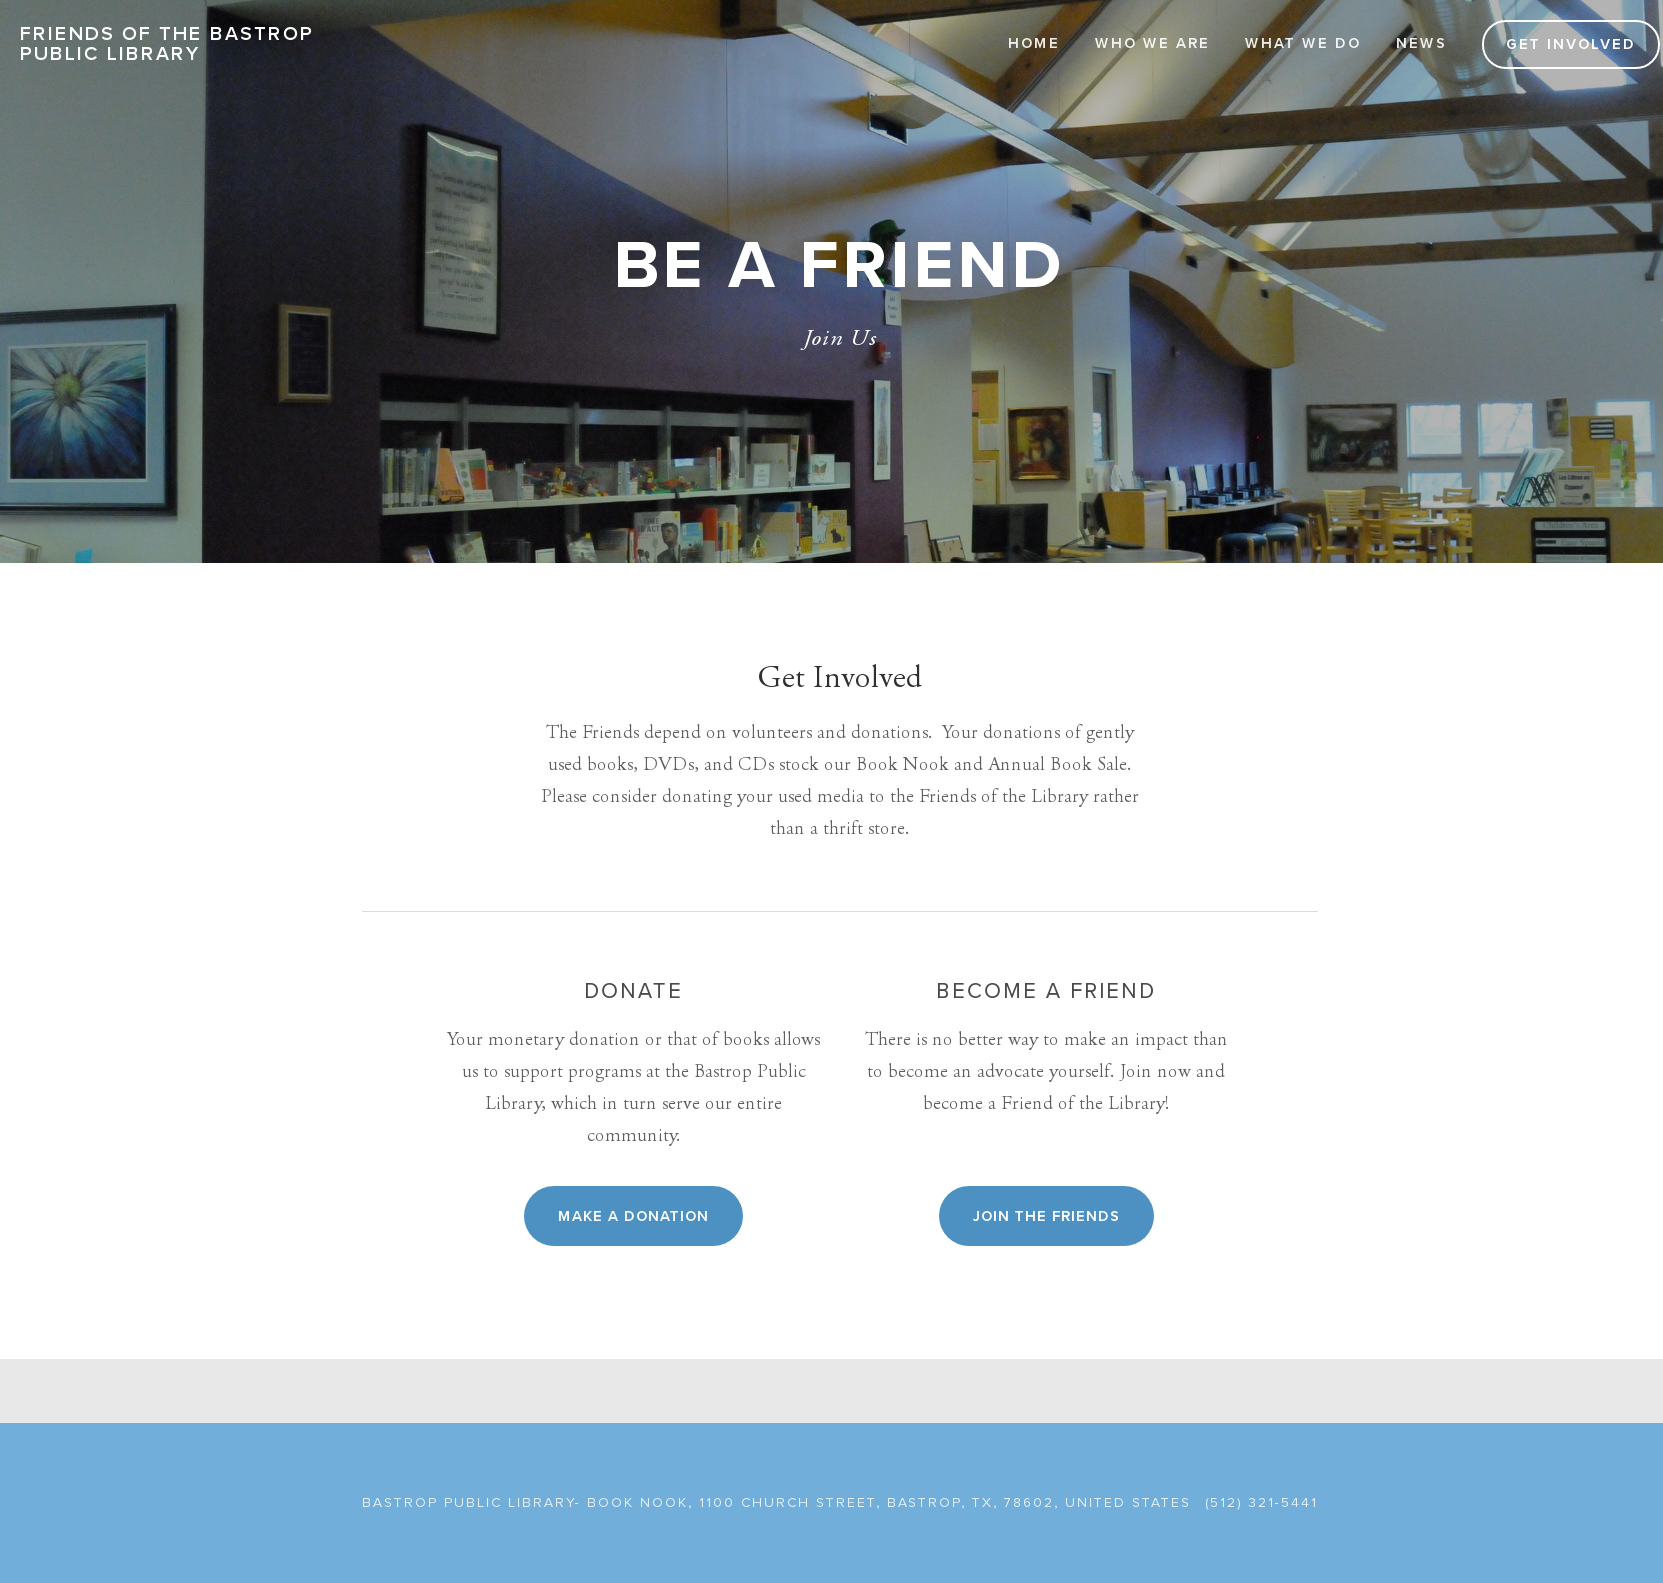 FRIENDS OF THE BASTROP
PUBLIC LIBRARY
HOME WHO WE ARE WHAT WE DO NEWS GET INVOLVED
BE A FRIEND
Join Us
Get Involved
The Friends depend on volunteers and donations.  Your donations of gently
used books, DVDs, and CDs stock our Book Nook and Annual Book Sale.
Please consider donating your used media to the Friends of the Library rather
than a thrift store.
DONATE
Your monetary donation or that of books allows
us to support programs at the Bastrop Public
Library, which in turn serve our entire
community.
MAKE A DONATION
BECOME A FRIEND
There is no better way to make an impact than
to become an advocate yourself. Join now and
become a Friend of the Library!
JOIN THE FRIENDS
BASTROP PUBLIC LIBRARY- BOOK NOOK, 1100 CHURCH STREET, BASTROP, TX, 78602, UNITED STATES (512) 321-5441